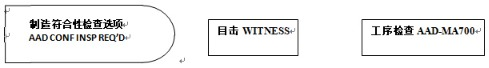 制造符合性检查选项
AAD CONF INSP REQ'D
目击 WITNESS
工序检查 AAD-MA700